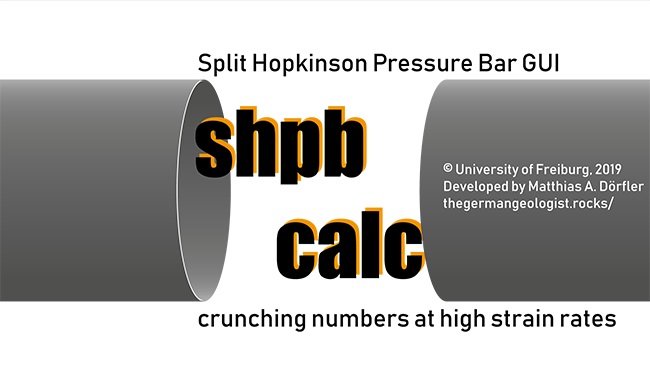 Split Hopkinson Pressure Bar GUI
shpb
© University of Freiburg, 2019
Developed by Matthias A. Dörfler
thegermangeologist.rocks/
calc
crunching numbers at high strain rates